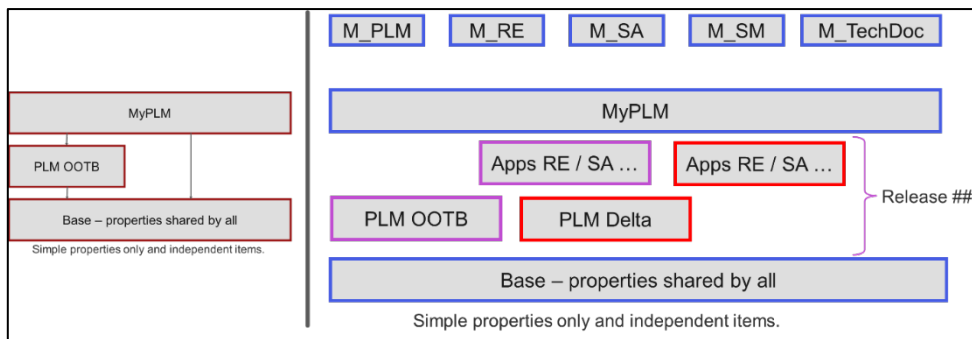 MyPLM
PLM OOTB
Base – properties shared by all
Simple properties only and independent items.
M_PLM
M_RE
M_SA
M_SM
M_TechDoc
MyPLM
Apps RE / SA ...
Apps RE / SA ...
Release ##
PLM OOTB
PLM Delta
Base – properties shared by all
Simple properties only and independent items.